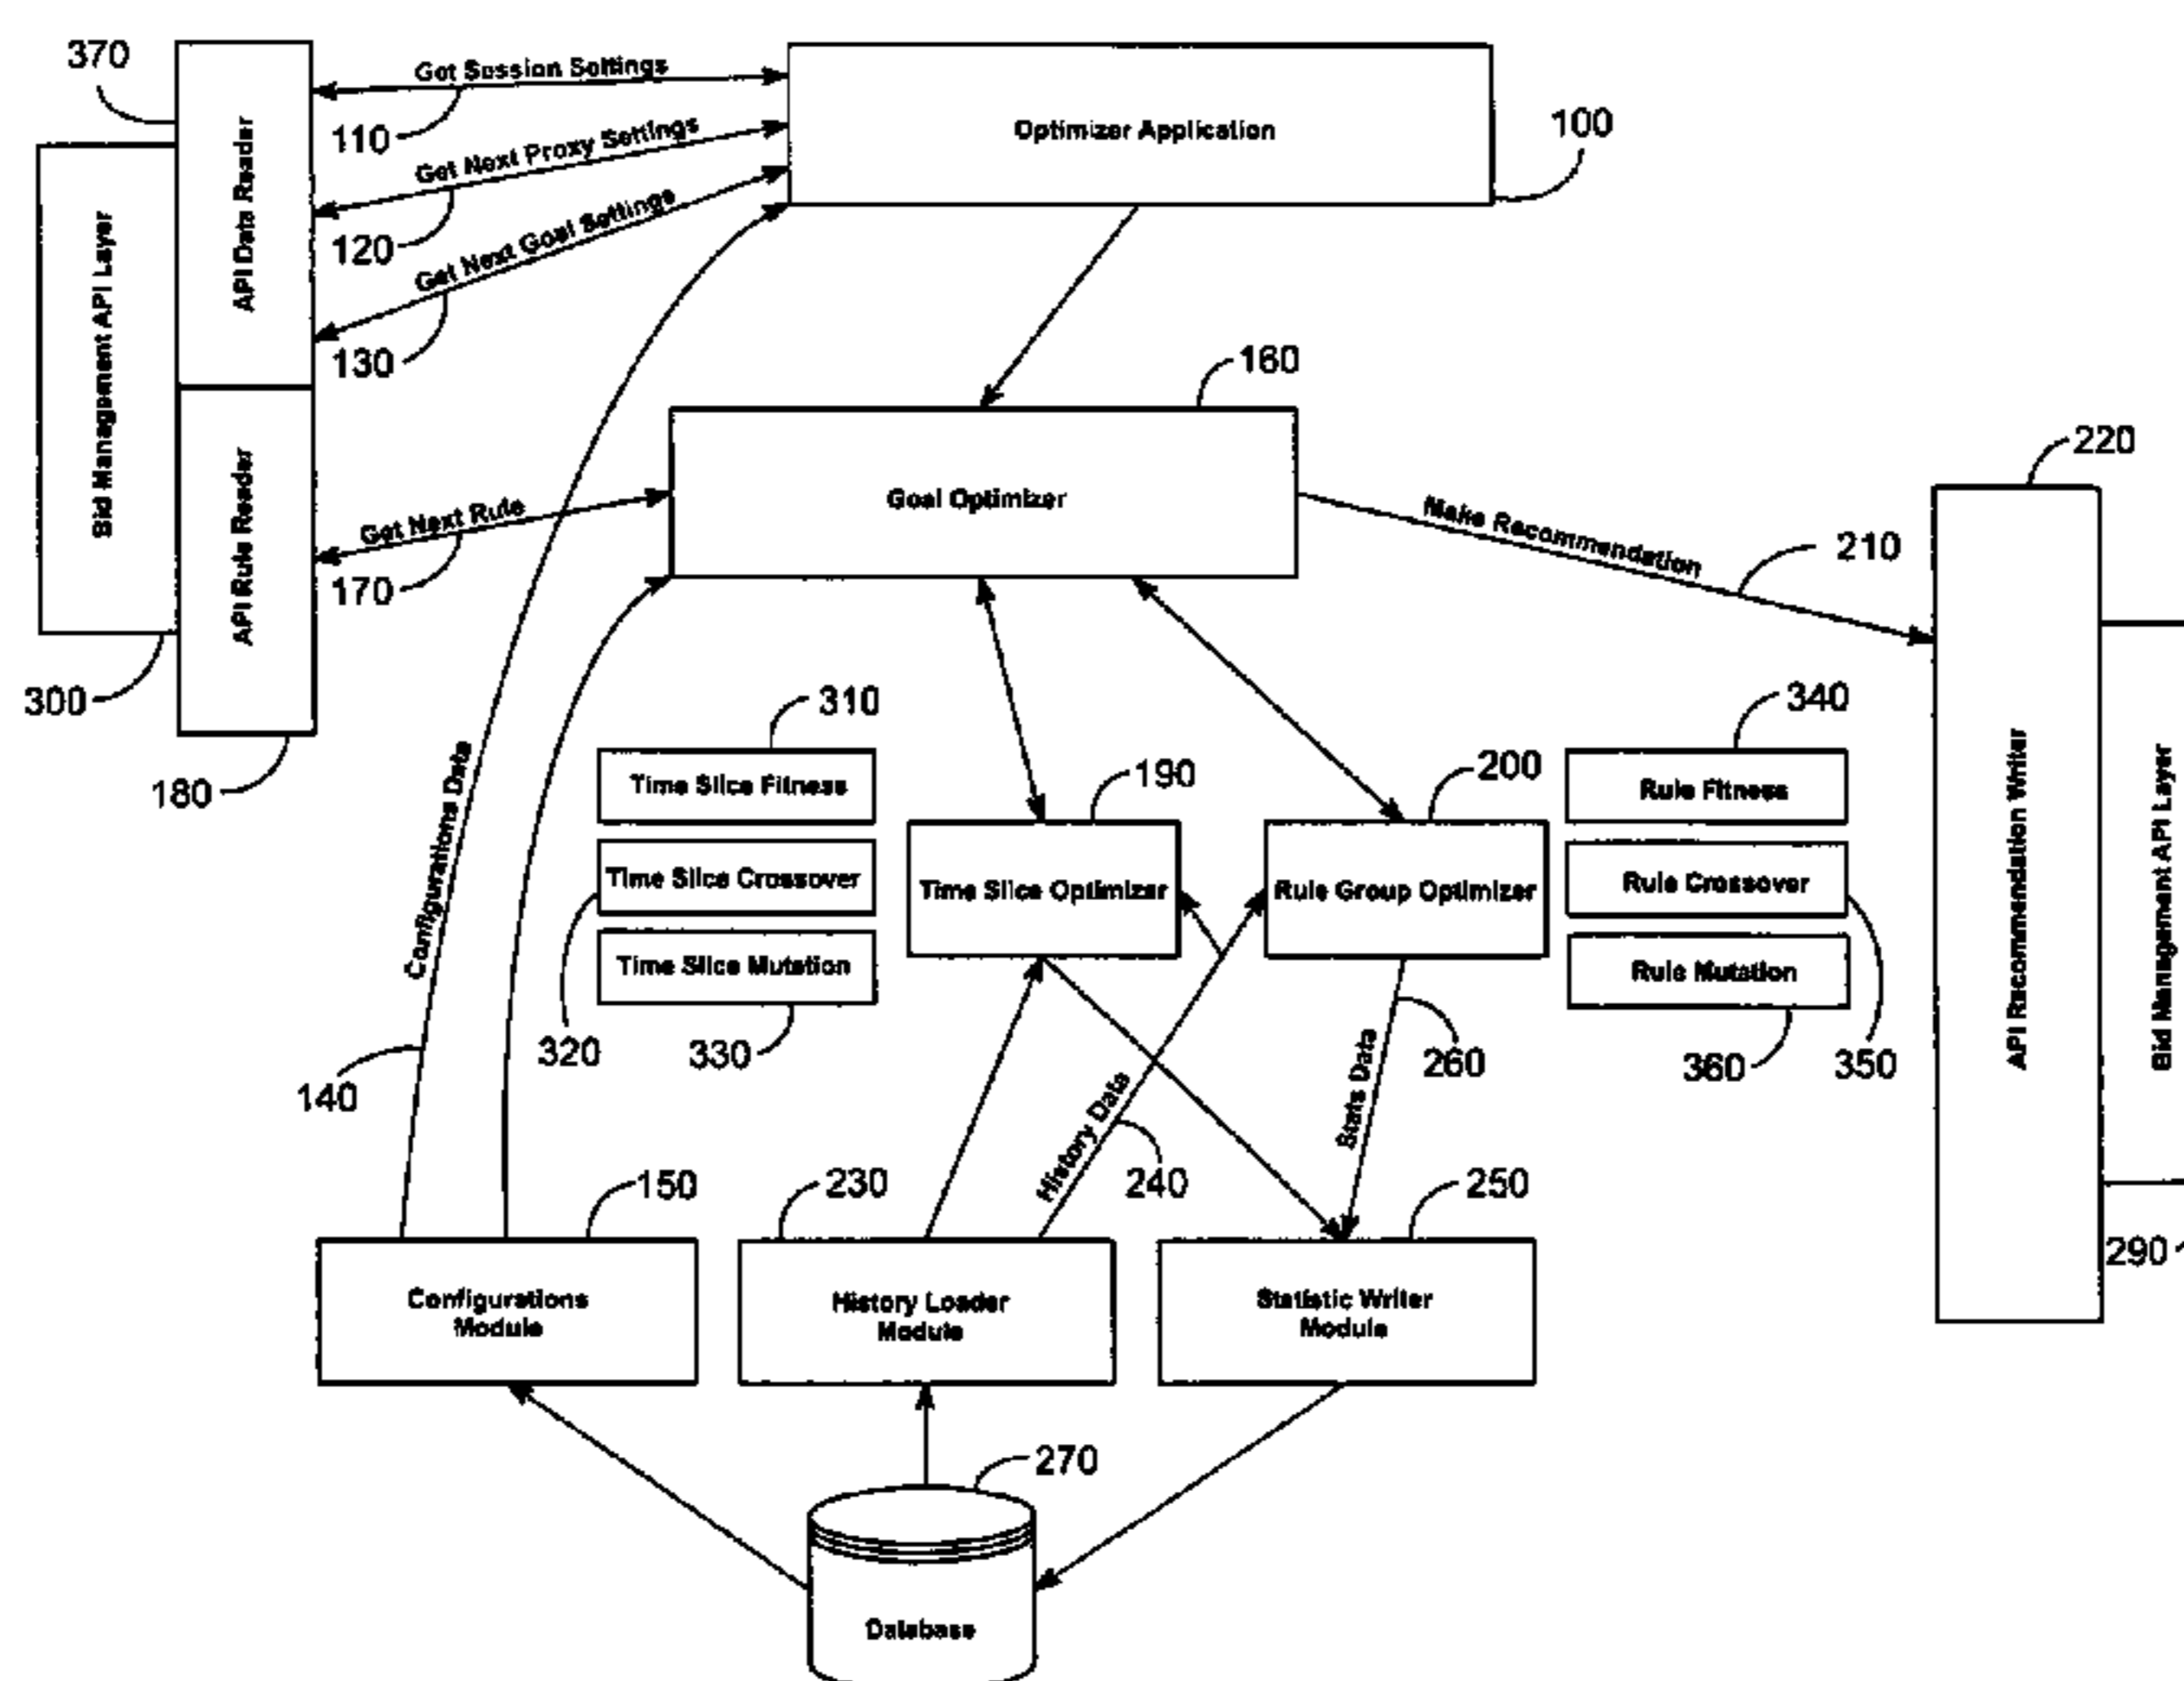 370
Get Session Settings
110
Optimizer Application
100
Get Next Proxy Settings
120
API Data Reader
Bid Management API Layer
Get Next Goal Settings
130
160
220
Goal Optimizer
Get Next Rule
170
API Rule Reader
Make Recommendation
210
300
180
310
340
Time Slice Fitness
190
200
Rule Fitness
Time Slice Crossover
Time Slice Optimizer
Rule Group Optimizer
Rule Crossover
Time Slice Mutation
Rule Mutation
API Recommendation Writer
Bid Management API Layer
Configurations Data
320
330
260
360
350
140
History Data
Stats Data
150
230
240
250
290
Configurations
Module
History Loader
Module
Statistic Writer
Module
270
Database